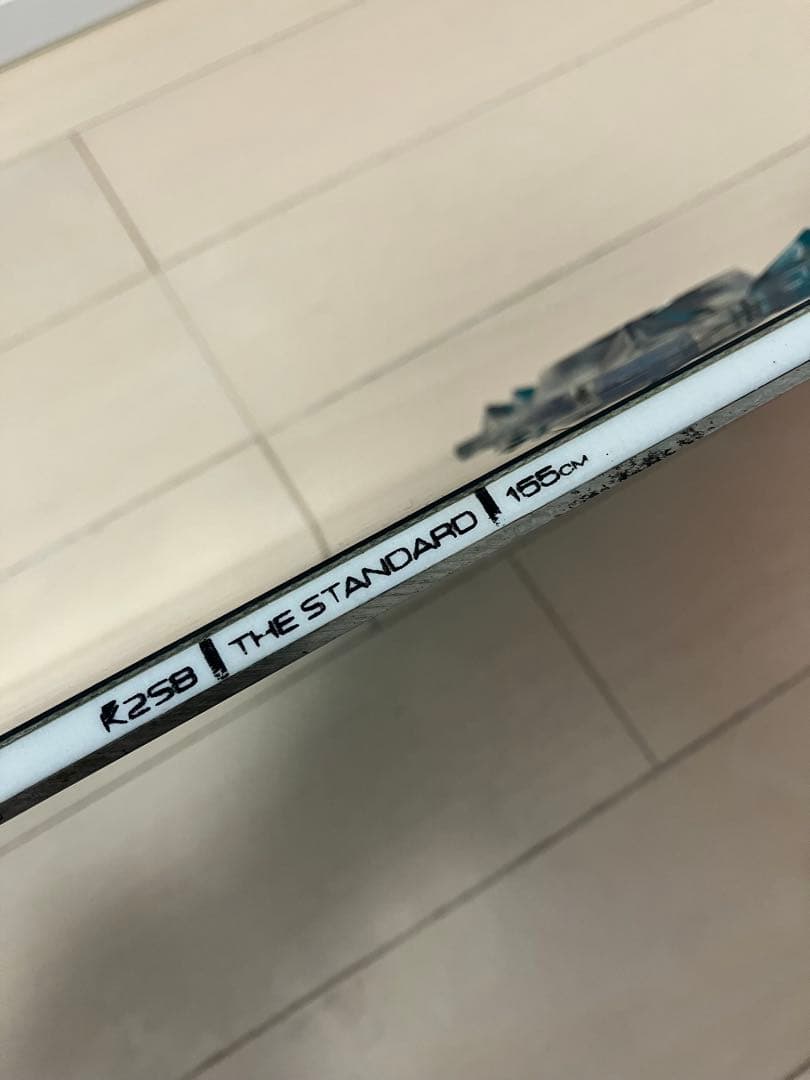 K2SB | THE STANDARD | 155CM